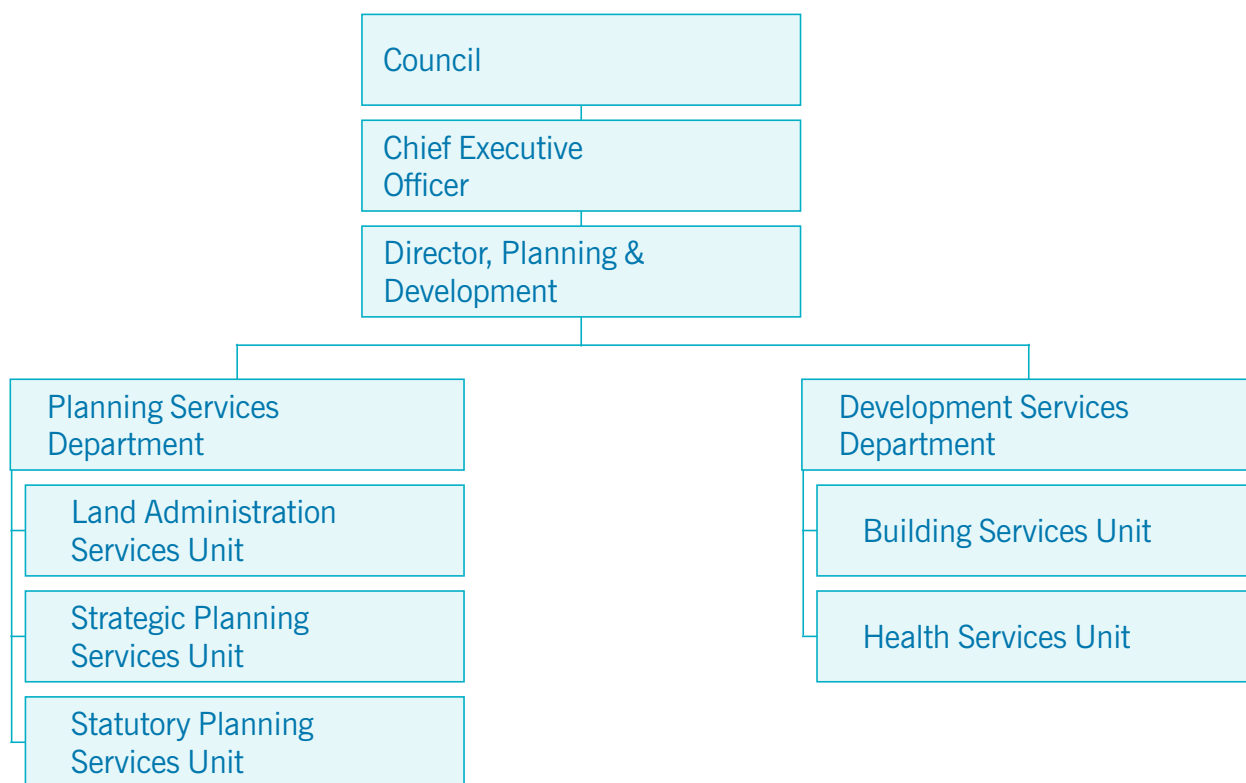 Council
Chief Executive
Officer
Director, Planning &
Development
Planning Services
Department
Land Administration
Services Unit
Strategic Planning
Services Unit
Statutory Planning
Services Unit
Development Services
Department
Building Services Unit
Health Services Unit